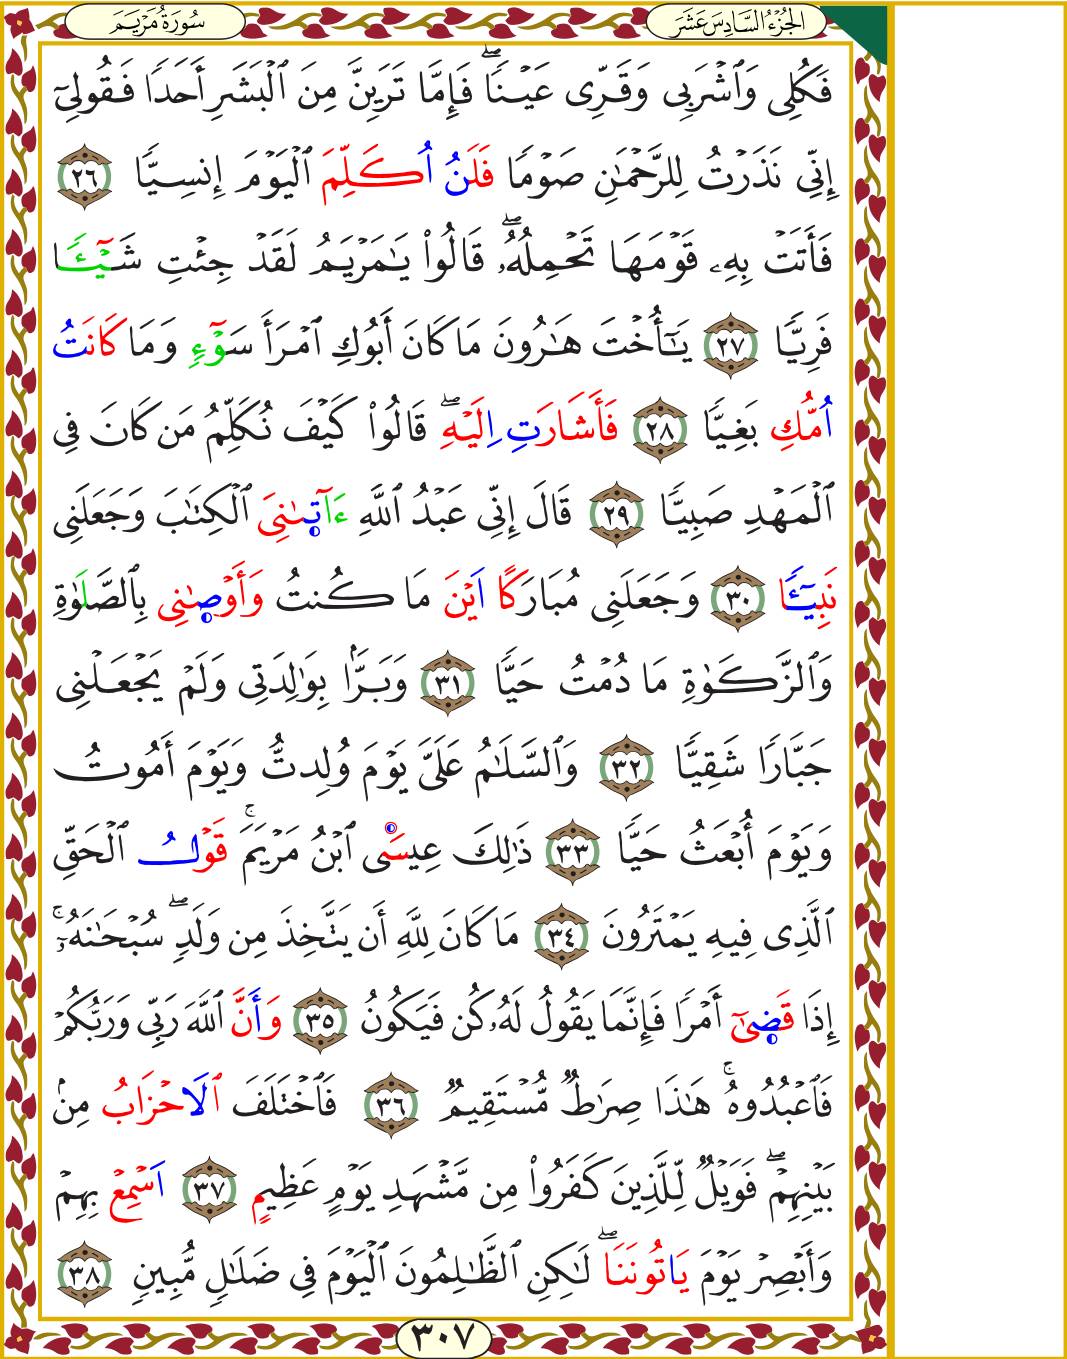 سُورَةُ مَرْيَمَ
الجُزْءُ السَّادِسَ عَشَرَ
فَكُلِى وَٱشْرَبِى وَقَرِّى عَيْنًاۖ فَإِمَّا تَرَيِنَّ مِنَ ٱلْبَشَرِ أَحَدًا فَقُولِىٓ
إِنِّى نَذَرْتُ لِلرَّحْمَٰنِ صَوْمًا فَلَنُ اُكَلِّمَ ٱلْيَوْمَ إِنسِيًّا ٢٦
فَأَتَتْ بِهِۦ قَوْمَهَا تَحْمِلُهُۥۖ قَالُوا۟ يَٰمَرْيَمُ لَقَدْ جِئْتِ شَيْـًٔا
فَرِيًّا ٢٧ يَٰٓأُخْتَ هَٰرُونَ مَا كَانَ أَبُوكِ ٱمْرَأَ سَوْءٍ وَمَا كَانَتُ
اُمُّكِ بَغِيًّا ٢٨ فَأَشَارَتِ اِلَيْهِۖ قَالُوا۟ كَيْفَ نُكَلِّمُ مَن كَانَ فِى
ٱلْمَهْدِ صَبِيًّا ٢٩ قَالَ إِنِّى عَبْدُ ٱللَّهِ ءَاتَىٰنِىَ ٱلْكِتَٰبَ وَجَعَلَنِى
نَبِيٓـًٔا ٣٠ وَجَعَلَنِى مُبَارَكًا اَيْنَ مَا كُنتُ وَأَوْصَىٰنِى بِالصَّلَوٰةِ
وَٱلزَّكَوٰةِ مَا دُمْتُ حَيًّا ٣١ وَبَرًّۢا بِوَٰلِدَتِى وَلَمْ يَجْعَلْنِى
جَبَّارًا شَقِيًّا ٣٢ وَٱلسَّلَٰمُ عَلَىَّ يَوْمَ وُلِدتُّ وَيَوْمَ أَمُوتُ
وَيَوْمَ أُبْعَثُ حَيًّا ٣٣ ذَٰلِكَ عِيسَى ٱبْنُ مَرْيَمَۚ قَوْلُ ٱلْحَقِّ
ٱلَّذِى فِيهِ يَمْتَرُونَ ٣٤ مَا كَانَ لِلَّهِ أَن يَتَّخِذَ مِن وَلَدٍۖ سُبْحَٰنَهُۥٓۚ
إِذَا قَضَىٰٓ أَمْرًا فَإِنَّمَا يَقُولُ لَهُۥ كُن فَيَكُونُ ٣٥ وَأَنَّ ٱللَّهَ رَبِّى وَرَبُّكُمْ
فَٱعْبُدُوهُۚ هَٰذَا صِرَٰطٌ مُّسْتَقِيمٌ ٣٦ فَٱخْتَلَفَ ٱلَاحْزَابُ مِنۢ
بَيْنِهِمْۖ فَوَيْلٌ لِّلَّذِينَ كَفَرُوا۟ مِن مَّشْهَدِ يَوْمٍ عَظِيمٍ ٣٧ اَسْمِعْ بِهِمْ
وَأَبْصِرْ يَوْمَ يَاتُونَنَاۖ لَٰكِنِ ٱلظَّٰلِمُونَ ٱلْيَوْمَ فِى ضَلَٰلٍ مُّبِينٍ ٣٨
٣٠٧